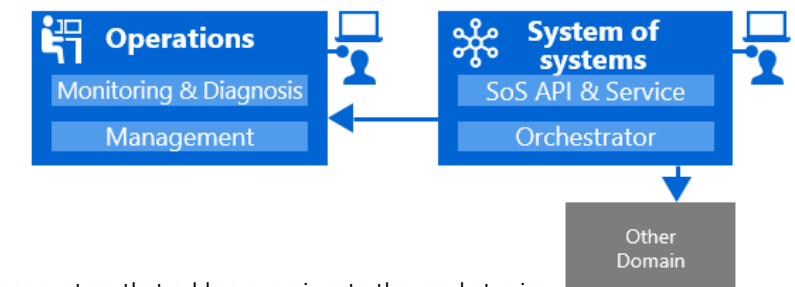 Operations
Monitoring & Diagnosis
Management
System of
systems
SoS API & Service
Orchestrator
Other
Domain